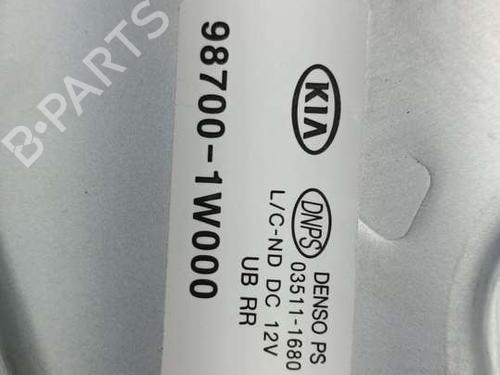 KIA
98700-1W000
DNPS DENSO PS
03511-1680
L/C-ND DC 12V
UB RR
B-PARTS